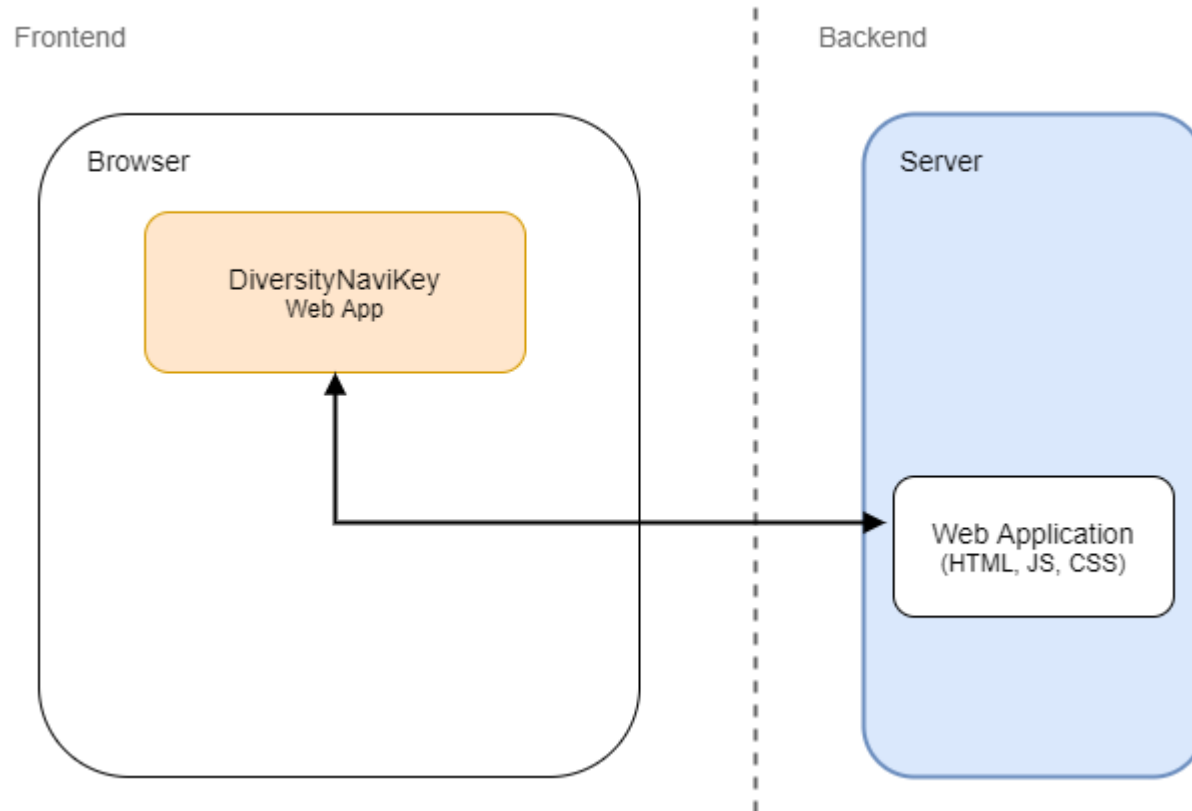 Frontend
Backend
Browser
Server
DiversityNaviKey
Web App
Web Application
(HTML, JS, CSS)